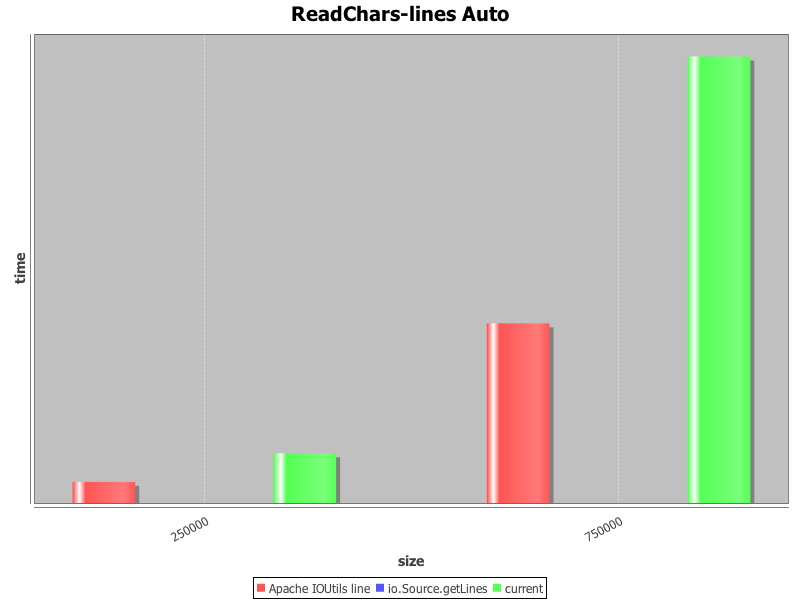 ReadChars-lines Auto
time
250000
750000
size
Apache IOUtils line io.Source.getLines current